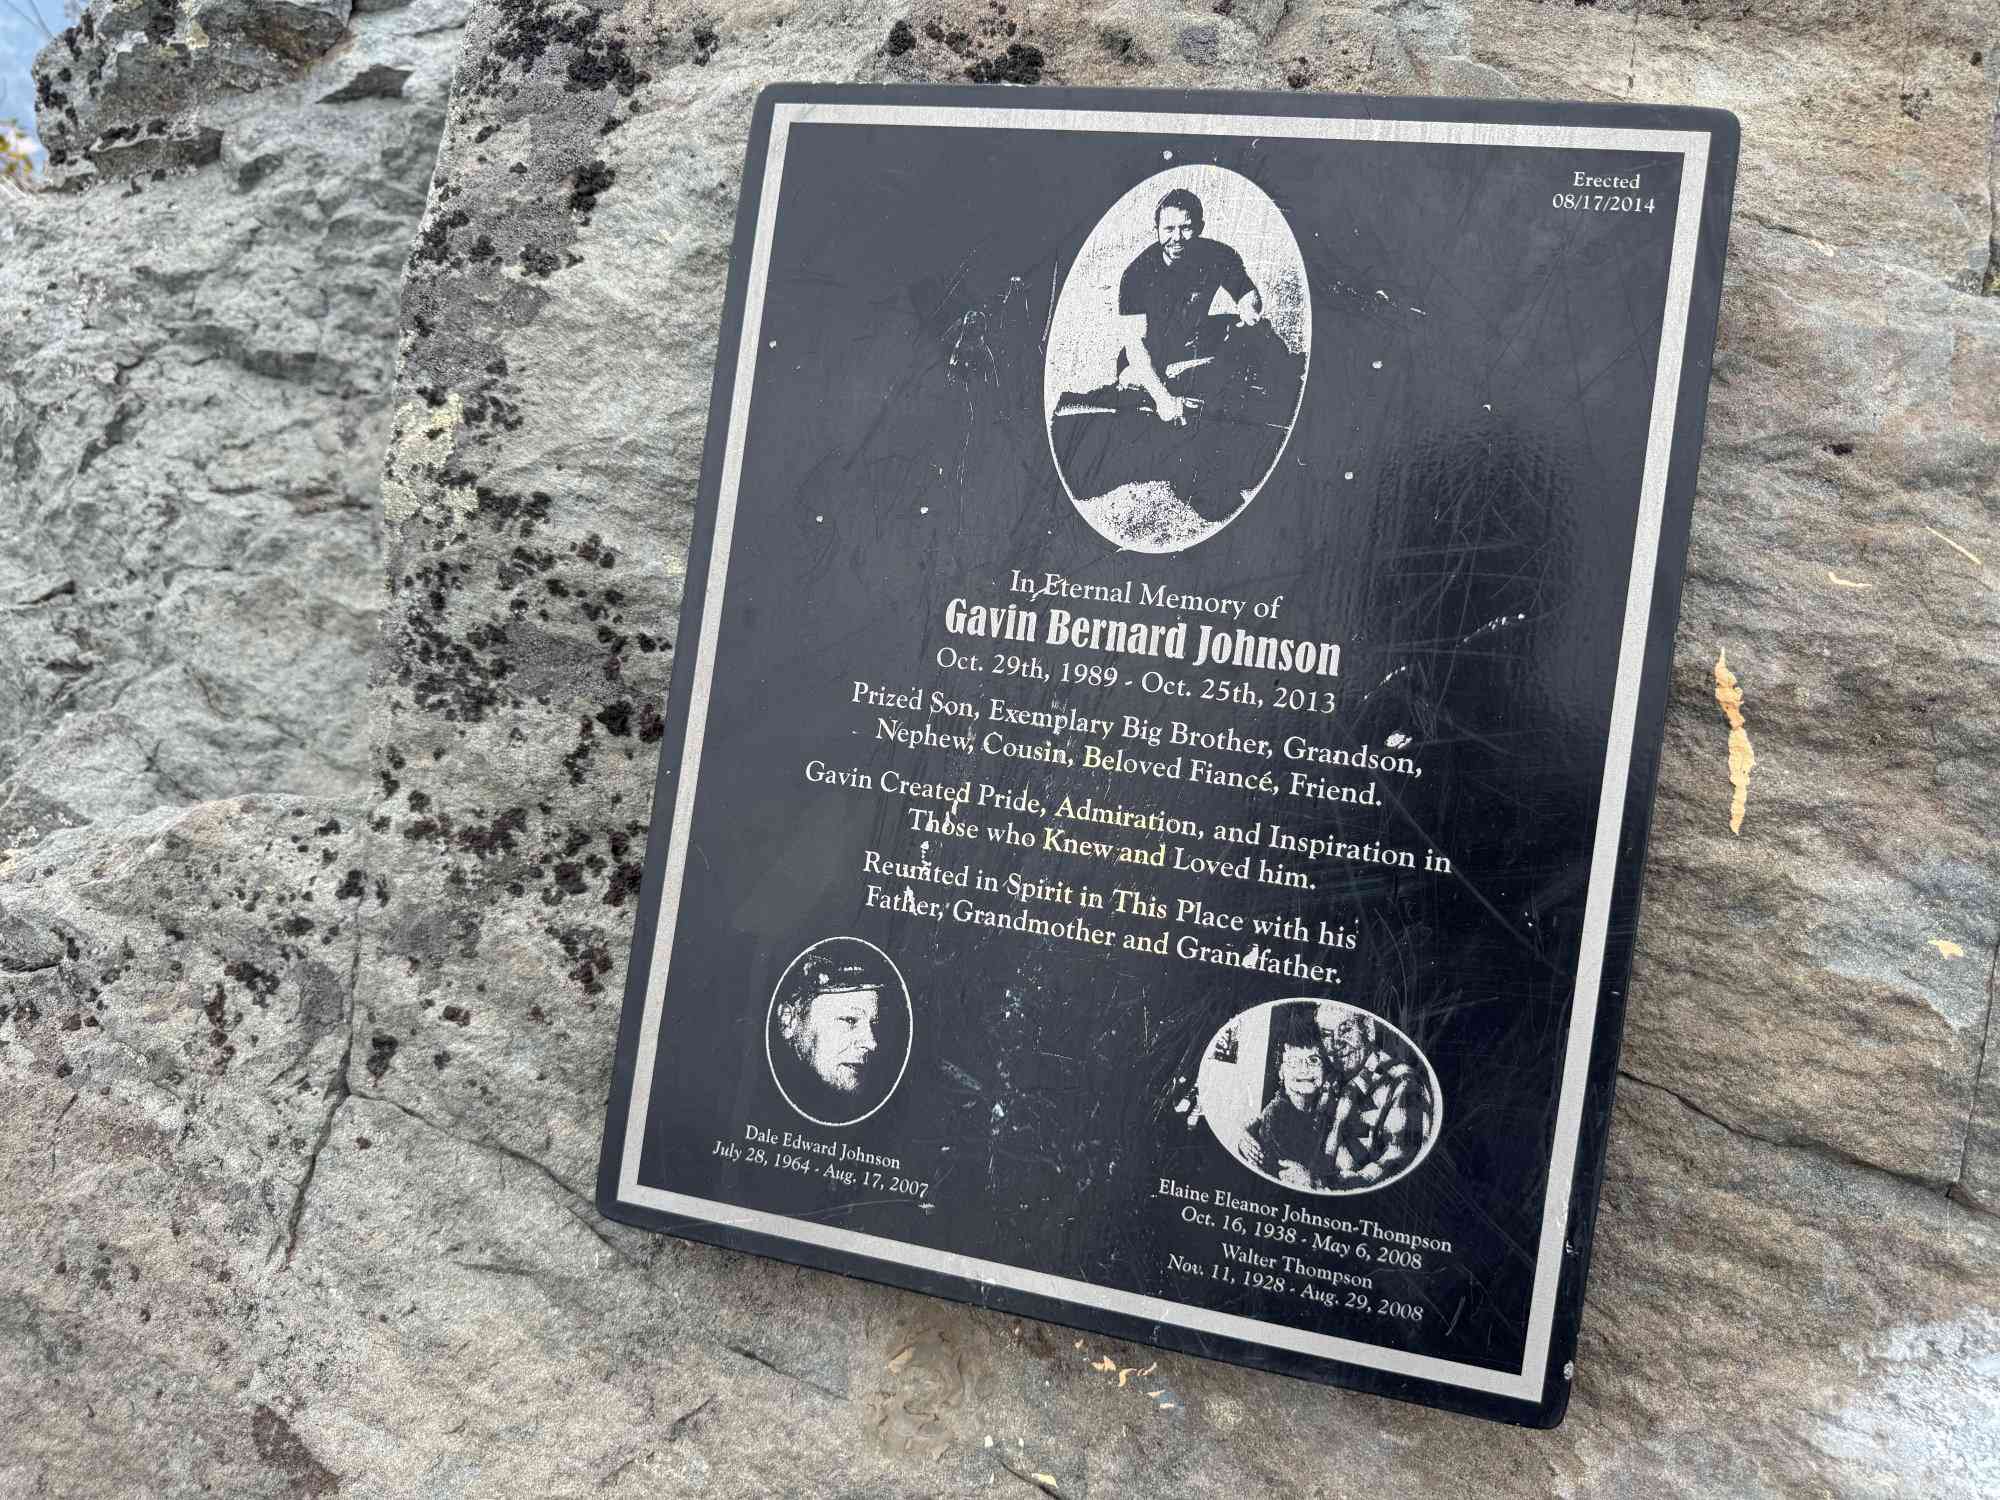 Erected
08/17/2014
In Eternal Memory of
Gavin Bernard Johnson
Oct. 29th, 1989 - Oct. 25th, 2013
Prized Son, Exemplary Big Brother, Grandson,
Nephew, Cousin, Beloved Fiancé, Friend.
Gavin Created Pride, Admiration, and Inspiration in
Those who Knew and Loved him.
Reunited in Spirit in This Place with his
Father, Grandmother and Grandfather.
Dale Edward Johnson
July 28, 1964 - Aug. 17, 2007
Elaine Eleanor Johnson-Thompson
Oct. 16, 1938 - May 6, 2008
Walter Thompson
Nov. 11, 1928 - Aug. 29, 2008